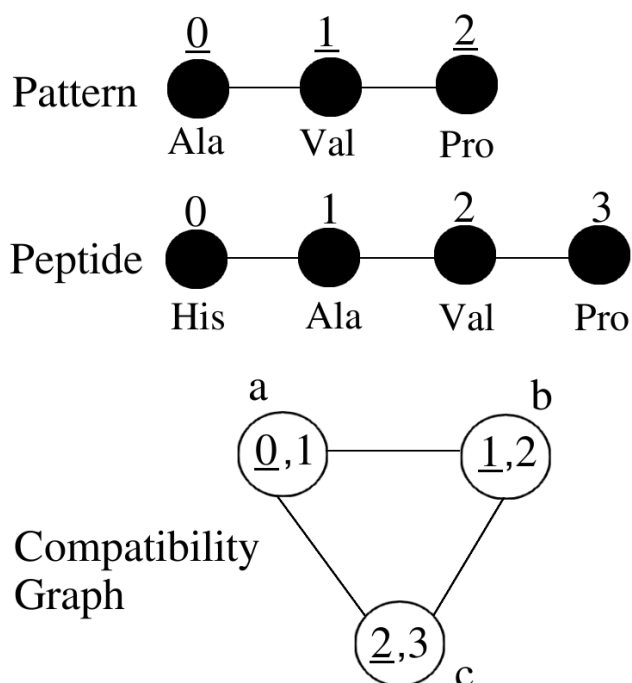 0 1 2
Pattern
Ala Val Pro
0 1 2 3
Peptide
His Ala Val Pro
a b
0,1 1,2
Compatibility
Graph
2,3
c